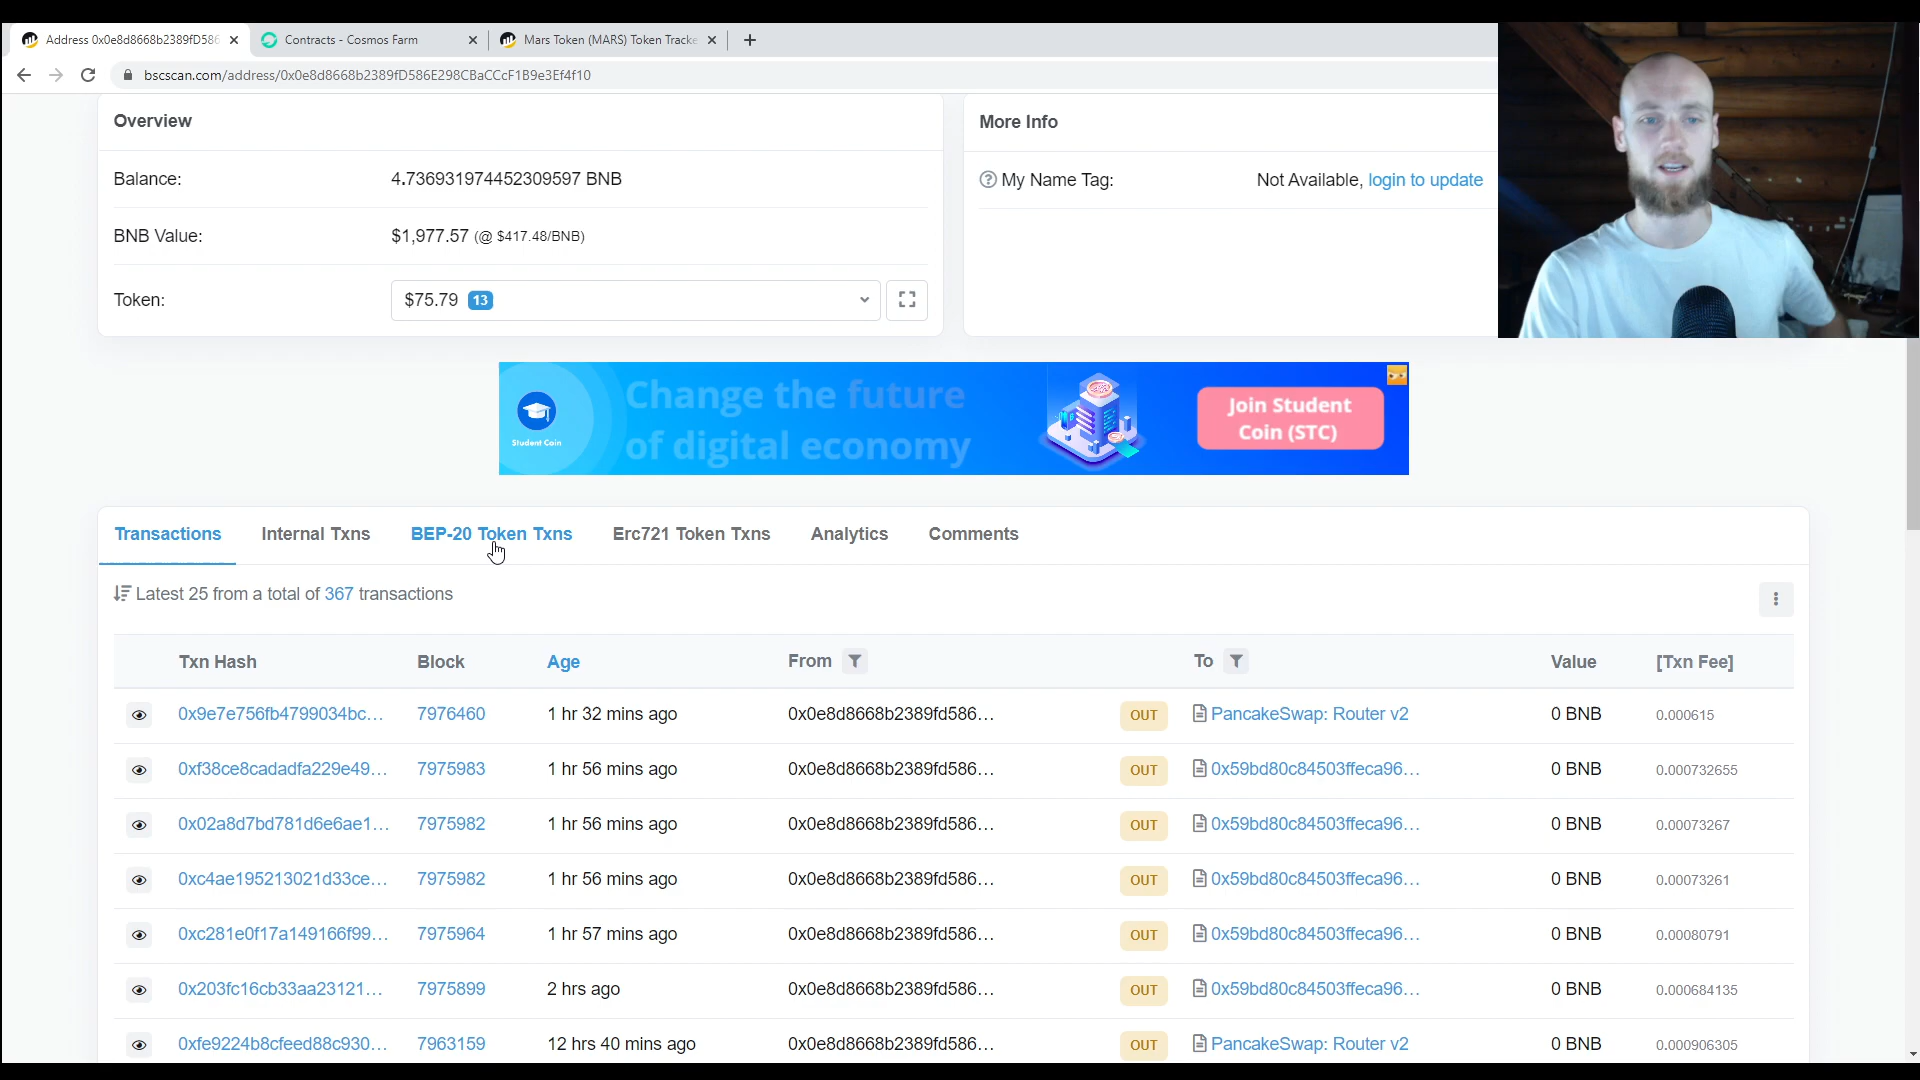 Address 0x0e8d8668b2389fD586
Contracts - Cosmos Farm
Mars Token (MARS) Token Tracke
bscscan.com/address/0x0e8d8668b2389fD586E298CBaCCcF1B9e3Ef4f10
Overview
Balance: 4.736931974452309597 BNB
BNB Value: $1,977.57 (@ $417.48/BNB)
Token: $75.79 13
More Info
My Name Tag: Not Available, login to update
Student Coin
Change the future
of digital economy
Join Student
Coin (STC)
Transactions Internal Txns BEP-20 Token Txns Erc721 Token Txns Analytics Comments
Latest 25 from a total of 367 transactions
Txn Hash Block Age From To Value [Txn Fee]
0x9e7e756fb4799034bc... 7976460 1 hr 32 mins ago 0x0e8d8668b2389fd586... OUT PancakeSwap: Router v2 0 BNB 0.000615
0xf38ce8cadadfa229e49... 7975983 1 hr 56 mins ago 0x0e8d8668b2389fd586... OUT 0x59bd80c84503ffeca96... 0 BNB 0.000732655
0x02a8d7bd781d6e6ae1... 7975982 1 hr 56 mins ago 0x0e8d8668b2389fd586... OUT 0x59bd80c84503ffeca96... 0 BNB 0.00073267
0xc4ae195213021d33ce... 7975982 1 hr 56 mins ago 0x0e8d8668b2389fd586... OUT 0x59bd80c84503ffeca96... 0 BNB 0.00073261
0xc281e0f17a149166f99... 7975964 1 hr 57 mins ago 0x0e8d8668b2389fd586... OUT 0x59bd80c84503ffeca96... 0 BNB 0.00080791
0x203fc16cb33aa23121... 7975899 2 hrs ago 0x0e8d8668b2389fd586... OUT 0x59bd80c84503ffeca96... 0 BNB 0.000684135
0xfe9224b8cfeed88c930... 7963159 12 hrs 40 mins ago 0x0e8d8668b2389fd586... OUT PancakeSwap: Router v2 0 BNB 0.000906305